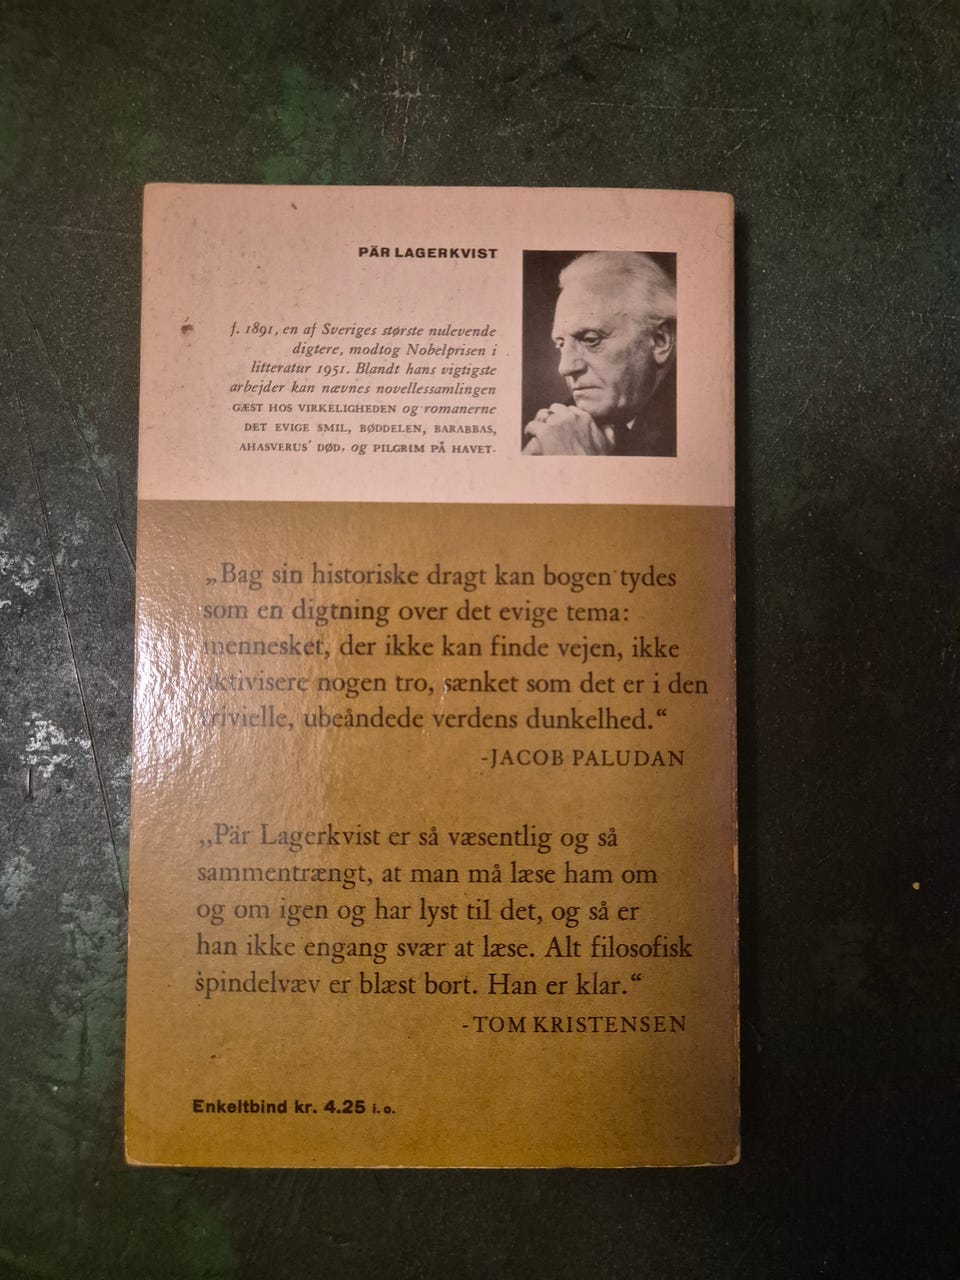 PÄR LAGERKVIST
f. 1891, en af Sveriges største nulevende
digtere, modtog Nobelprisen i
litteratur 1951. Blandt hans vigtigste
arbejder kan nævnes novellessamlingen
GÆST HOS VIRKELIGHEDEN og romanerne
DET EVIGE SMIL, BØDDELEN, BARABBAS,
AHASVERUS' DØD, og PILGRIM PÅ HAVET.
„Bag sin historiske dragt kan bogen tydes
som en digtning over det evige tema:
mennesket, der ikke kan finde vejen, ikke
aktivisere nogen tro, sænket som det er i den
trivielle, ubeåndede verdens dunkelhed.“
-JACOB PALUDAN
„Pär Lagerkvist er så væsentlig og så
sammentrængt, at man må læse ham om
og om igen og har lyst til det, og så er
han ikke engang svær at læse. Alt filosofisk
spindelvæv er blæst bort. Han er klar.“
-TOM KRISTENSEN
Enkeltbind kr. 4.25 i.o.